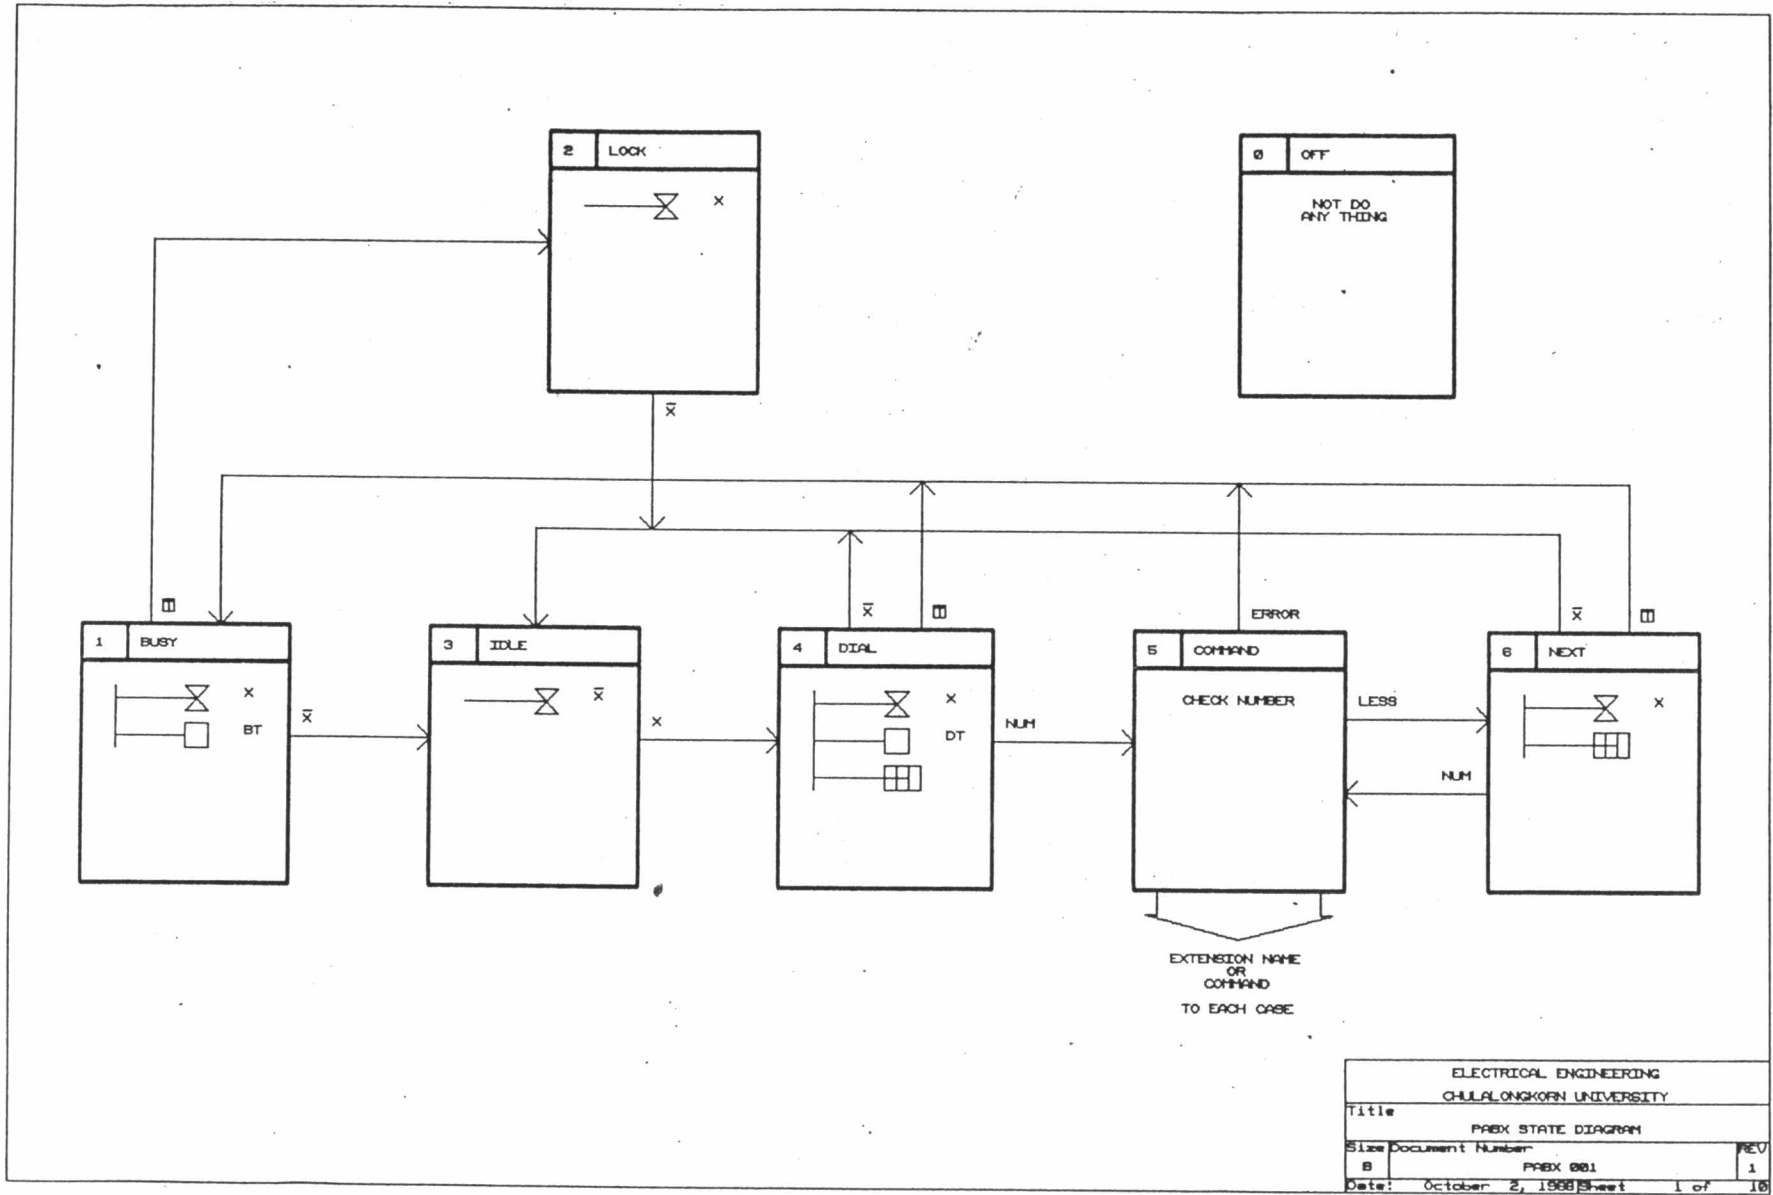 2 LOCK
X
0 OFF
NOT DO
ANY THING
X̅
ERROR
X̅
X̅
1 BUSY
X
BT
X̅
3 IDLE
X̅
X
4 DIAL
X
DT
NUM
5 COMMAND
CHECK NUMBER
LESS
NUM
6 NEXT
X
EXTENSION NAME
OR
COMMAND
TO EACH CASE
ELECTRICAL ENGINEERING
CHULALONGKORN UNIVERSITY
Title
PABX STATE DIAGRAM
Size Document Number REV
B PABX 001 1
Date: October 2, 1988 Sheet 1 of 10